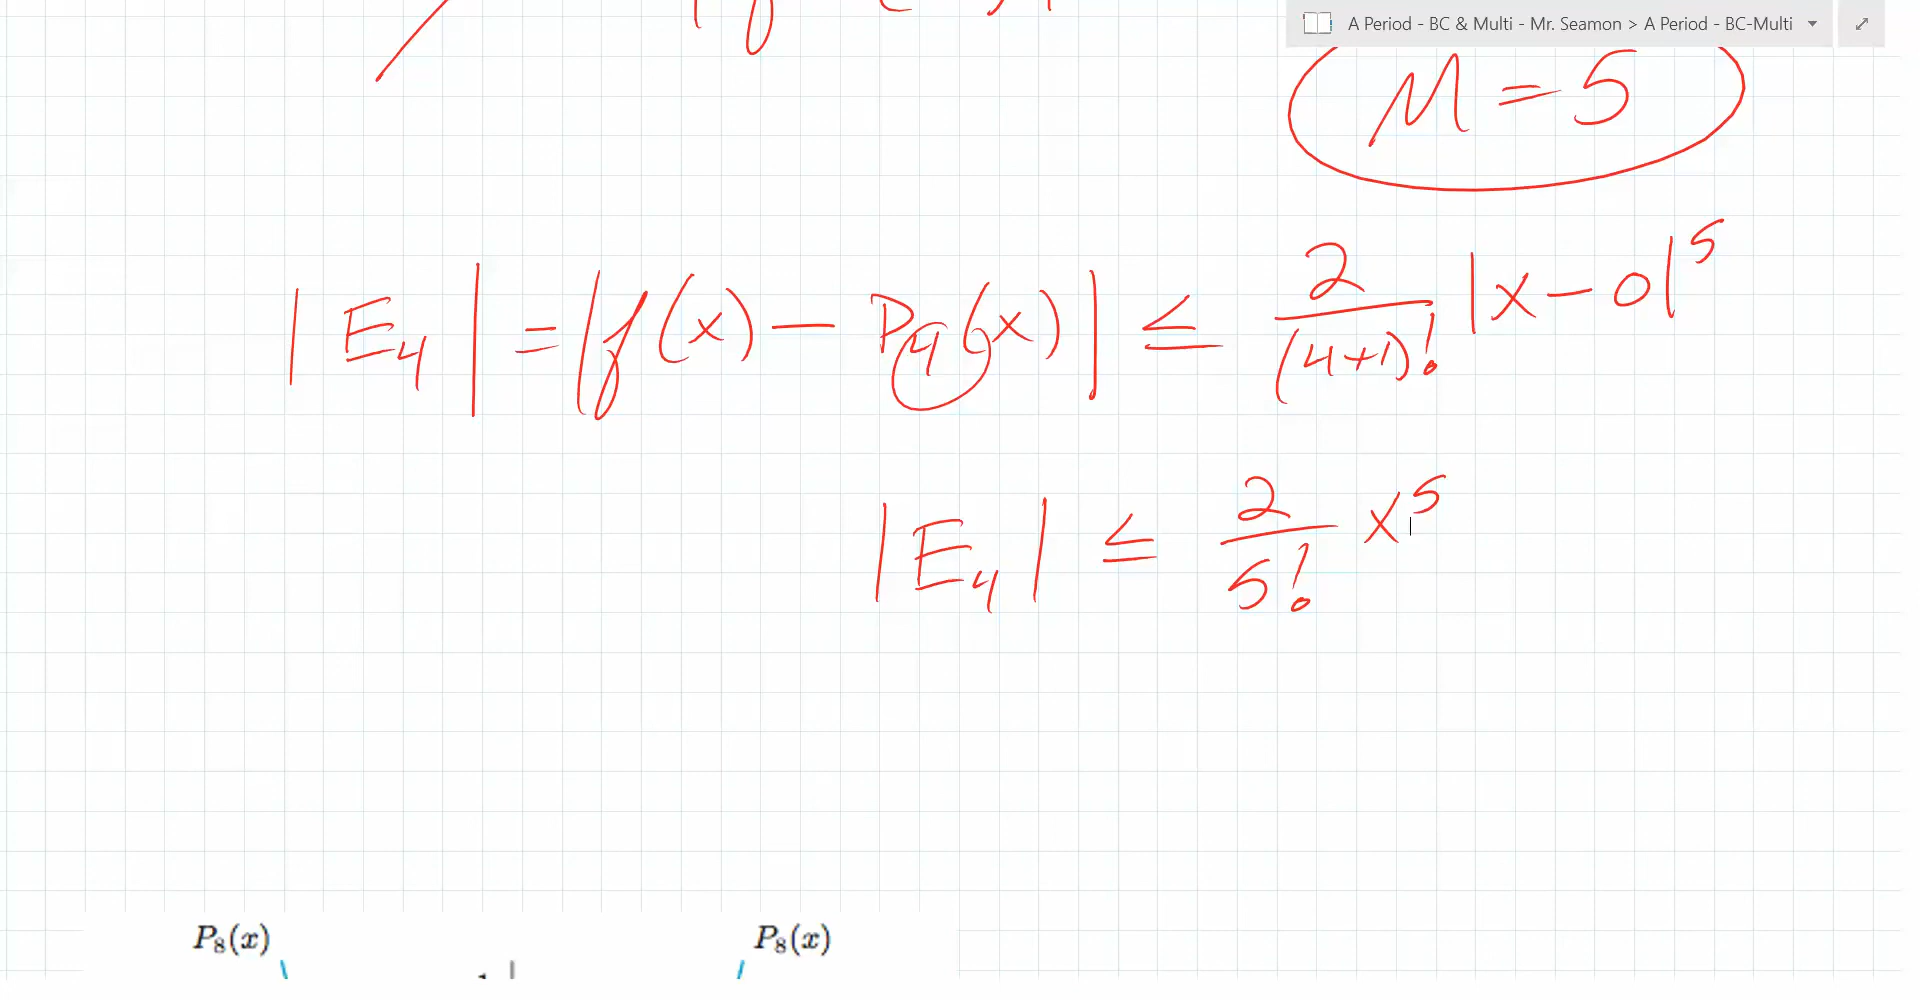 A Period - BC & Multi - Mr. Seamon > A Period - BC-Multi
M = 5
|E₄| = |f(x) − P₄(x)| ≤ 2/(4+1)! |x − 0|⁵
|E₄| ≤ 2/5! x⁵
P₈(x) P₈(x)